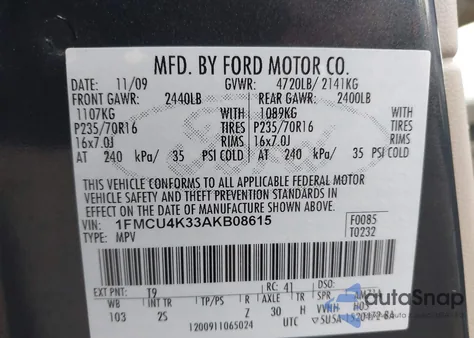 MFD. BY FORD MOTOR CO.
DATE: 11/09 GVWR: 4720LB/ 2141KG
FRONT GAWR: 2440LB REAR GAWR: 2400LB
1107KG WITH 1089KG WITH
P235/70R16 TIRES P235/70R16 TIRES
16x7.0J RIMS 16x7.0J RIMS
AT 240 kPa/ 35 PSI COLD AT 240 kPa/ 35 PSI COLD
THIS VEHICLE CONFORMS TO ALL APPLICABLE FEDERAL MOTOR
VEHICLE SAFETY AND THEFT PREVENTION STANDARDS IN
EFFECT ON THE DATE OF MANUFACTURE SHOWN ABOVE.
VIN: 1FMCU4K33AKB08615 F0085
TYPE: MPV T0232
EXT PNT: T9 RC: 41 DSO:
WB INT TR TP/PS R AXLE TR SPR
103 2S Z 30 H
1200911065024 UTC
autoSnap